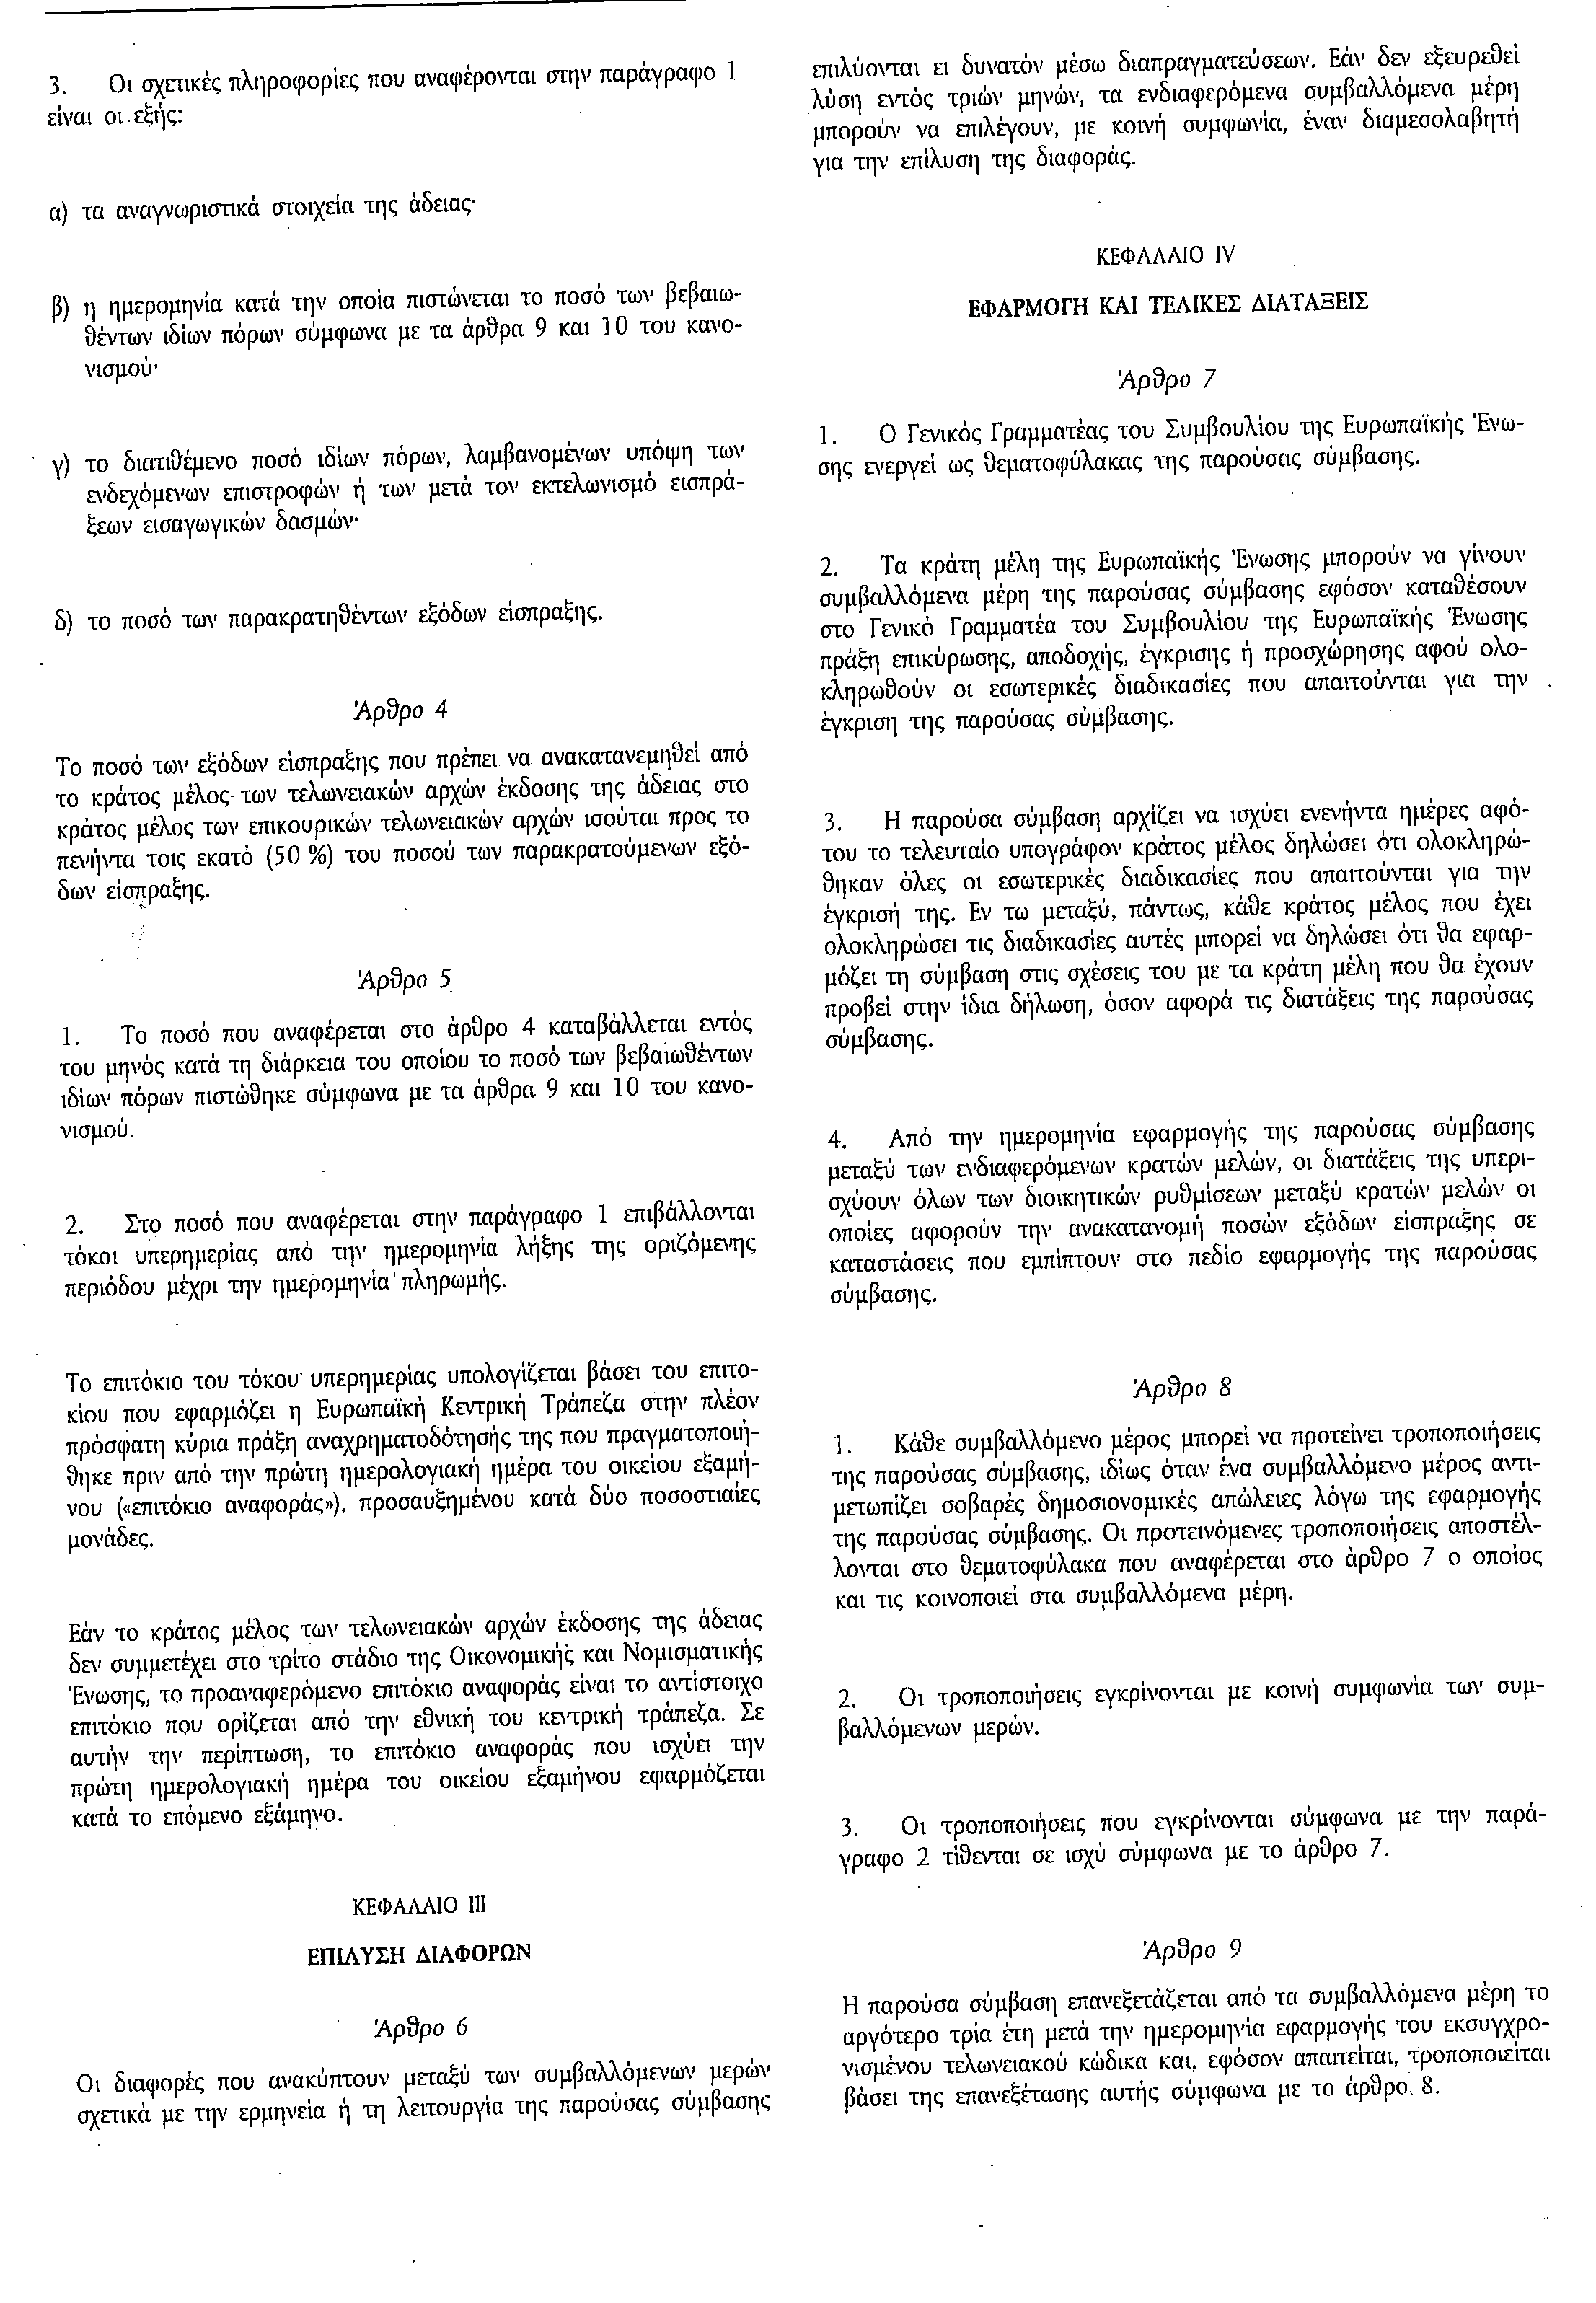 3. Οι σχετικές πληροφορίες που αναφέρονται στην παράγραφο 1
είναι οι εξής:
α) τα αναγνωριστικά στοιχεία της άδειας·
β) η ημερομηνία κατά την οποία πιστώνεται το ποσό των βεβαιω-
θέντων ιδίων πόρων σύμφωνα με τα άρθρα 9 και 10 του κανο-
νισμού·
γ) το διατιθέμενο ποσό ιδίων πόρων, λαμβανομένων υπόψη των
ενδεχόμενων επιστροφών ή των μετά τον εκτελωνισμό εισπρά-
ξεων εισαγωγικών δασμών·
δ) το ποσό των παρακρατηθέντων εξόδων είσπραξης.
Άρθρο 4
Το ποσό των εξόδων είσπραξης που πρέπει να ανακατανεμηθεί από
το κράτος μέλος των τελωνειακών αρχών έκδοσης της άδειας στο
κράτος μέλος των επικουρικών τελωνειακών αρχών ισούται προς το
πενήντα τοις εκατό (50 %) του ποσού των παρακρατούμενων εξό-
δων είσπραξης.
Άρθρο 5
1. Το ποσό που αναφέρεται στο άρθρο 4 καταβάλλεται εντός
του μηνός κατά τη διάρκεια του οποίου το ποσό των βεβαιωθέντων
ιδίων πόρων πιστώθηκε σύμφωνα με τα άρθρα 9 και 10 του κανο-
νισμού.
2. Στο ποσό που αναφέρεται στην παράγραφο 1 επιβάλλονται
τόκοι υπερημερίας από την ημερομηνία λήξης της οριζόμενης
περιόδου μέχρι την ημερομηνία πληρωμής.
Το επιτόκιο του τόκου υπερημερίας υπολογίζεται βάσει του επιτο-
κίου που εφαρμόζει η Ευρωπαϊκή Κεντρική Τράπεζα στην πλέον
πρόσφατη κύρια πράξη αναχρηματοδότησής της που πραγματοποιή-
θηκε πριν από την πρώτη ημερολογιακή ημέρα του οικείου εξαμή-
νου («επιτόκιο αναφοράς»), προσαυξημένου κατά δύο ποσοστιαίες
μονάδες.
Εάν το κράτος μέλος των τελωνειακών αρχών έκδοσης της άδειας
δεν συμμετέχει στο τρίτο στάδιο της Οικονομικής και Νομισματικής
Ένωσης, το προαναφερόμενο επιτόκιο αναφοράς είναι το αντίστοιχο
επιτόκιο που ορίζεται από την εθνική του κεντρική τράπεζα. Σε
αυτήν την περίπτωση, το επιτόκιο αναφοράς που ισχύει την
πρώτη ημερολογιακή ημέρα του οικείου εξαμήνου εφαρμόζεται
κατά το επόμενο εξάμηνο.
ΚΕΦΑΛΑΙΟ III
ΕΠΙΛΥΣΗ ΔΙΑΦΟΡΩΝ
Άρθρο 6
Οι διαφορές που ανακύπτουν μεταξύ των συμβαλλόμενων μερών
σχετικά με την ερμηνεία ή τη λειτουργία της παρούσας σύμβασης
επιλύονται ει δυνατόν μέσω διαπραγματεύσεων. Εάν δεν εξευρεθεί
λύση εντός τριών μηνών, τα ενδιαφερόμενα συμβαλλόμενα μέρη
μπορούν να επιλέγουν, με κοινή συμφωνία, έναν διαμεσολαβητή
για την επίλυση της διαφοράς.
ΚΕΦΑΛΑΙΟ IV
ΕΦΑΡΜΟΓΗ ΚΑΙ ΤΕΛΙΚΕΣ ΔΙΑΤΑΞΕΙΣ
Άρθρο 7
1. Ο Γενικός Γραμματέας του Συμβουλίου της Ευρωπαϊκής Ένω-
σης ενεργεί ως θεματοφύλακας της παρούσας σύμβασης.
2. Τα κράτη μέλη της Ευρωπαϊκής Ένωσης μπορούν να γίνουν
συμβαλλόμενα μέρη της παρούσας σύμβασης εφόσον καταθέσουν
στο Γενικό Γραμματέα του Συμβουλίου της Ευρωπαϊκής Ένωσης
πράξη επικύρωσης, αποδοχής, έγκρισης ή προσχώρησης αφού ολο-
κληρωθούν οι εσωτερικές διαδικασίες που απαιτούνται για την
έγκριση της παρούσας σύμβασης.
3. Η παρούσα σύμβαση αρχίζει να ισχύει ενενήντα ημέρες αφό-
του το τελευταίο υπογράφον κράτος μέλος δηλώσει ότι ολοκληρώ-
θηκαν όλες οι εσωτερικές διαδικασίες που απαιτούνται για την
έγκρισή της. Εν τω μεταξύ, πάντως, κάθε κράτος μέλος που έχει
ολοκληρώσει τις διαδικασίες αυτές μπορεί να δηλώσει ότι θα εφαρ-
μόζει τη σύμβαση στις σχέσεις του με τα κράτη μέλη που θα έχουν
προβεί στην ίδια δήλωση, όσον αφορά τις διατάξεις της παρούσας
σύμβασης.
4. Από την ημερομηνία εφαρμογής της παρούσας σύμβασης
μεταξύ των ενδιαφερόμενων κρατών μελών, οι διατάξεις της υπερι-
σχύουν όλων των διοικητικών ρυθμίσεων μεταξύ κρατών μελών οι
οποίες αφορούν την ανακατανομή ποσών εξόδων είσπραξης σε
καταστάσεις που εμπίπτουν στο πεδίο εφαρμογής της παρούσας
σύμβασης.
Άρθρο 8
1. Κάθε συμβαλλόμενο μέρος μπορεί να προτείνει τροποποιήσεις
της παρούσας σύμβασης, ιδίως όταν ένα συμβαλλόμενο μέρος αντι-
μετωπίζει σοβαρές δημοσιονομικές απώλειες λόγω της εφαρμογής
της παρούσας σύμβασης. Οι προτεινόμενες τροποποιήσεις αποστέλ-
λονται στο θεματοφύλακα που αναφέρεται στο άρθρο 7 ο οποίος
και τις κοινοποιεί στα συμβαλλόμενα μέρη.
2. Οι τροποποιήσεις εγκρίνονται με κοινή συμφωνία των συμ-
βαλλόμενων μερών.
3. Οι τροποποιήσεις που εγκρίνονται σύμφωνα με την παρά-
γραφο 2 τίθενται σε ισχύ σύμφωνα με το άρθρο 7.
Άρθρο 9
Η παρούσα σύμβαση επανεξετάζεται από τα συμβαλλόμενα μέρη το
αργότερο τρία έτη μετά την ημερομηνία εφαρμογής του εκσυγχρο-
νισμένου τελωνειακού κώδικα και, εφόσον απαιτείται, τροποποιείται
βάσει της επανεξέτασης αυτής σύμφωνα με το άρθρο 8.